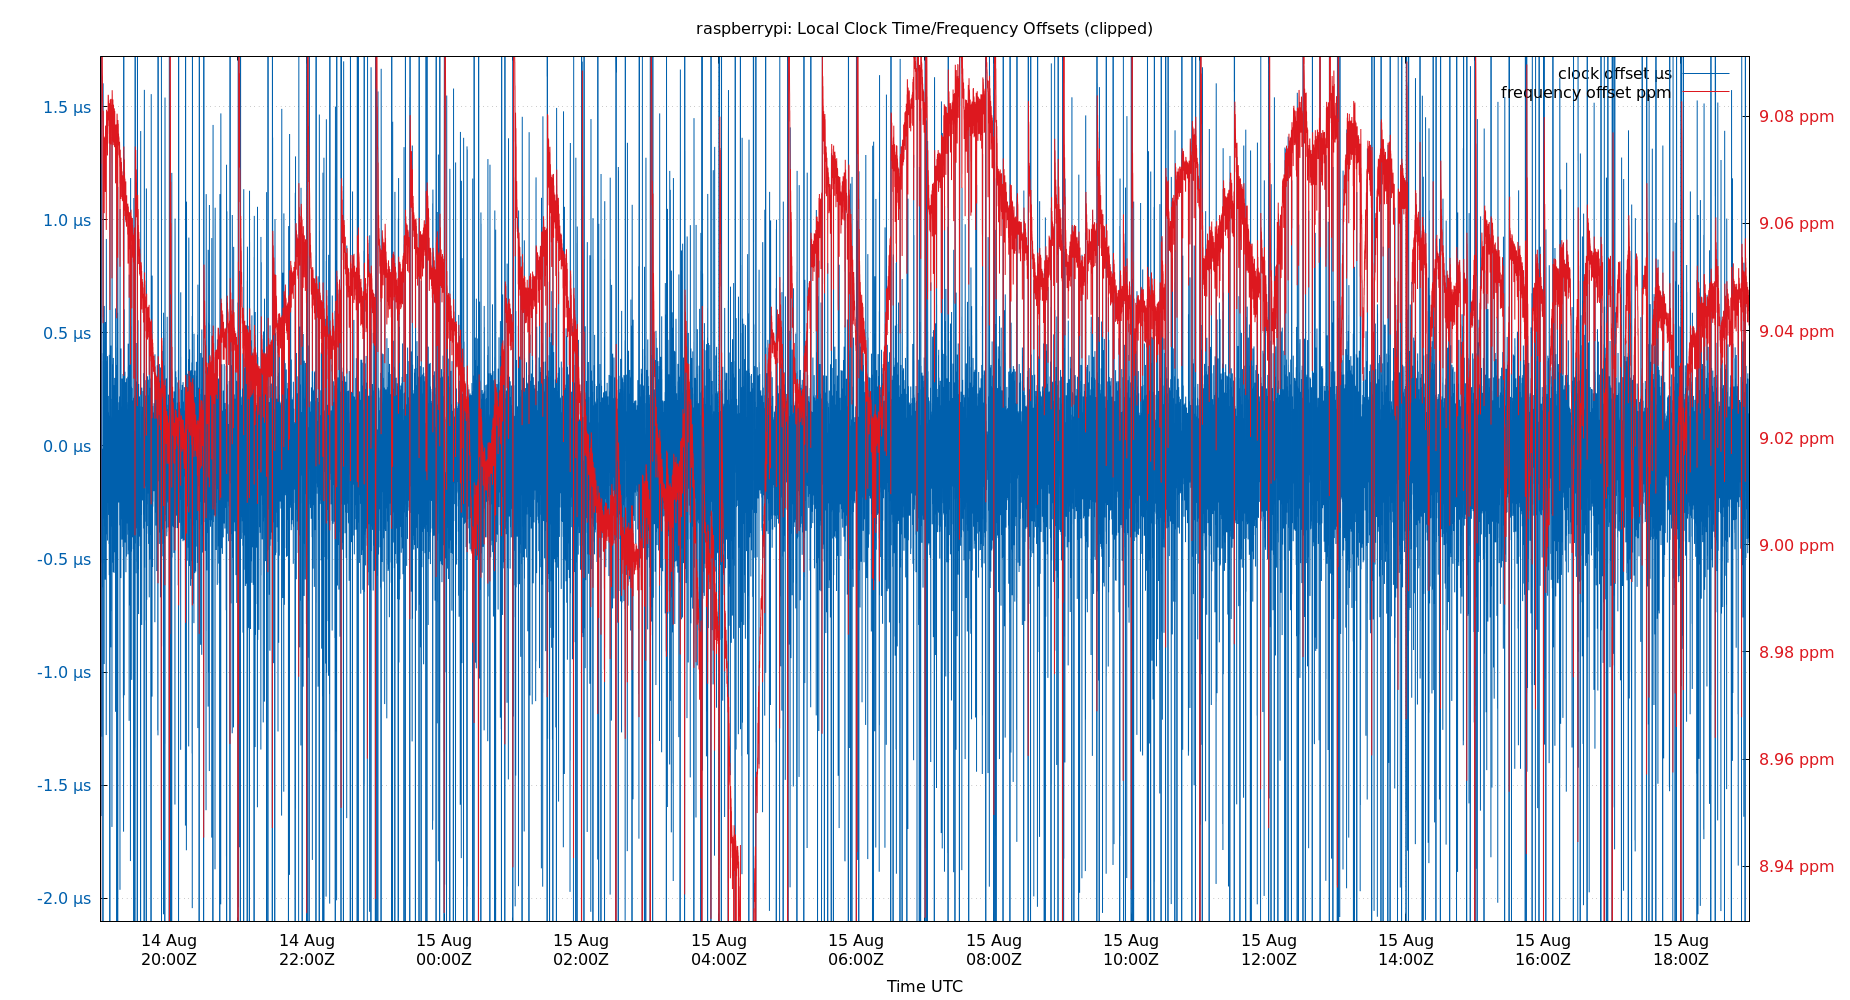 raspberrypi: Local Clock Time/Frequency Offsets (clipped)
clock offset µs
frequency offset ppm
1.5 µs
1.0 µs
0.5 µs
0.0 µs
-0.5 µs
-1.0 µs
-1.5 µs
-2.0 µs
9.08 ppm
9.06 ppm
9.04 ppm
9.02 ppm
9.00 ppm
8.98 ppm
8.96 ppm
8.94 ppm
14 Aug
20:00Z
14 Aug
22:00Z
15 Aug
00:00Z
15 Aug
02:00Z
15 Aug
04:00Z
15 Aug
06:00Z
15 Aug
08:00Z
15 Aug
10:00Z
15 Aug
12:00Z
15 Aug
14:00Z
15 Aug
16:00Z
15 Aug
18:00Z
Time UTC